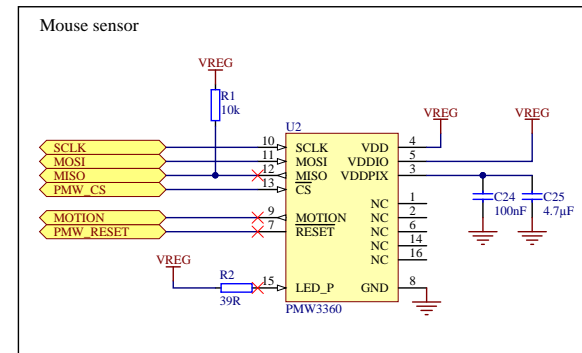 Mouse sensor
VREG
R1
10k
VREG
VREG
U2
SCLK 10 SCLK VDD 4
MOSI 11 MOSI VDDIO 5
MISO 12 MISO VDDPIX 3
PMW_CS 13 CS
C24
100nF
C25
4.7µF
NC 1
MOTION 9 MOTION NC 2
PMW_RESET 7 RESET NC 6
NC 14
NC 16
VREG
R2
39R
15 LED_P GND 8
PMW3360